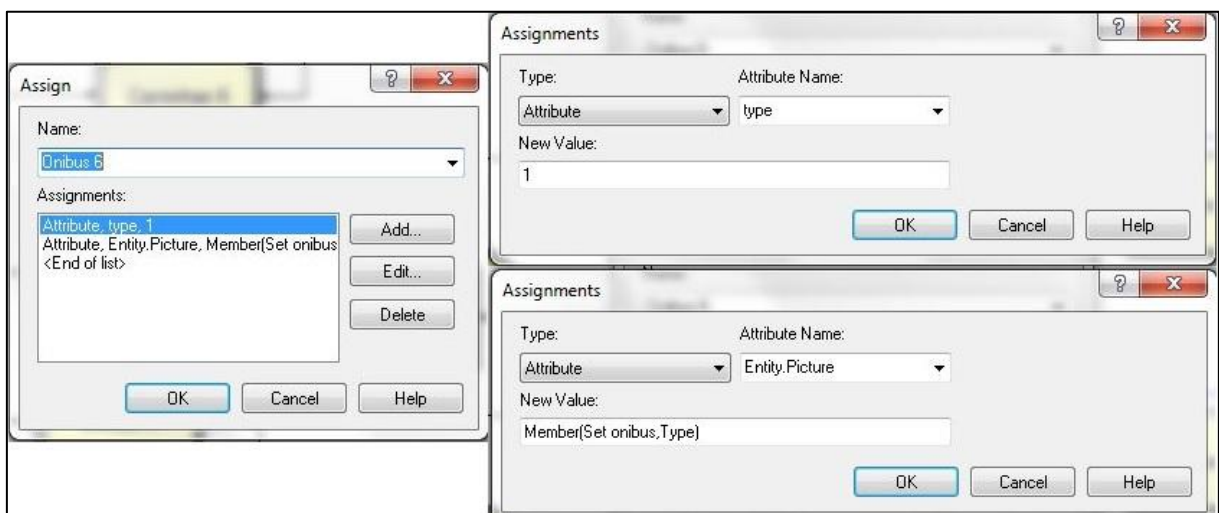 Assign
Name:
Onibus 6
Assignments:
Attribute, type, 1
Attribute, Entity.Picture, Member(Set onibus
<End of list>
Add...
Edit...
Delete
OK Cancel Help
Assignments
Type: Attribute Name:
Attribute type
New Value:
1
OK Cancel Help
Assignments
Type: Attribute Name:
Attribute Entity.Picture
New Value:
Member(Set onibus,Type)
OK Cancel Help